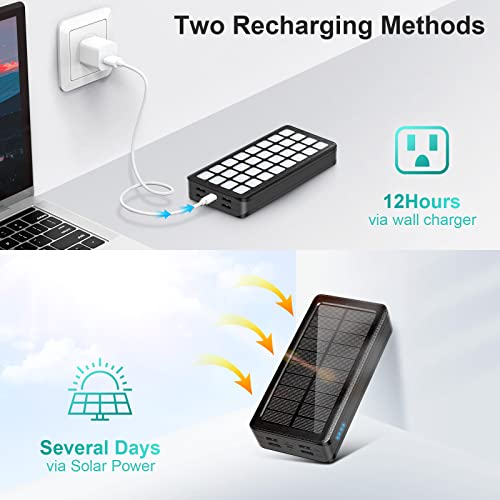 Two Recharging Methods
12Hours
via wall charger
Several Days
via Solar Power